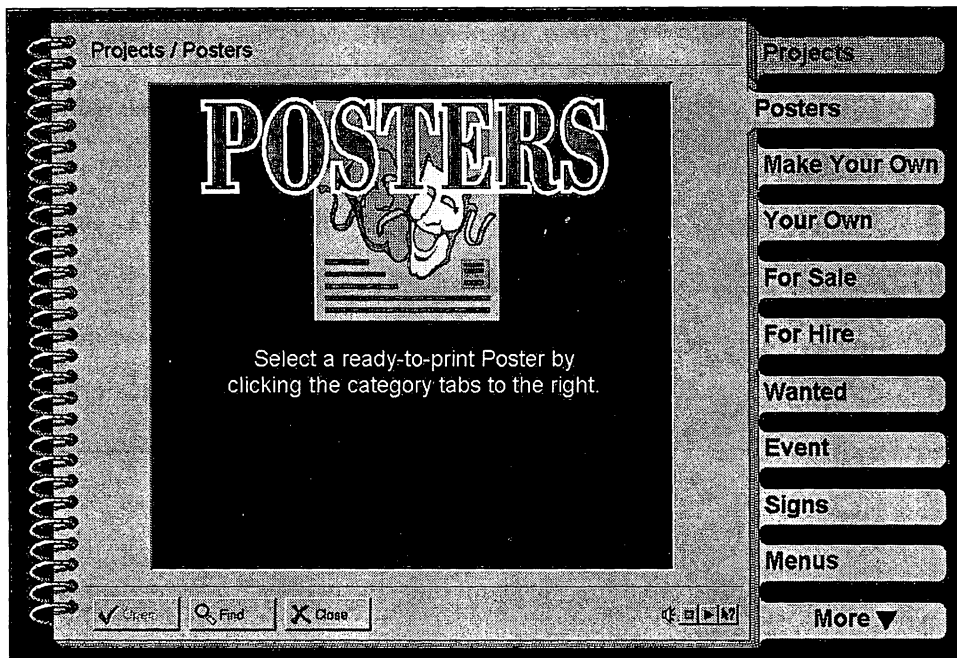 Projects / Posters
POSTERS
Select a ready-to-print Poster by
clicking the category tabs to the right.
Open
Find
Close
Projects
Posters
Make Your Own
Your Own
For Sale
For Hire
Wanted
Event
Signs
Menus
More